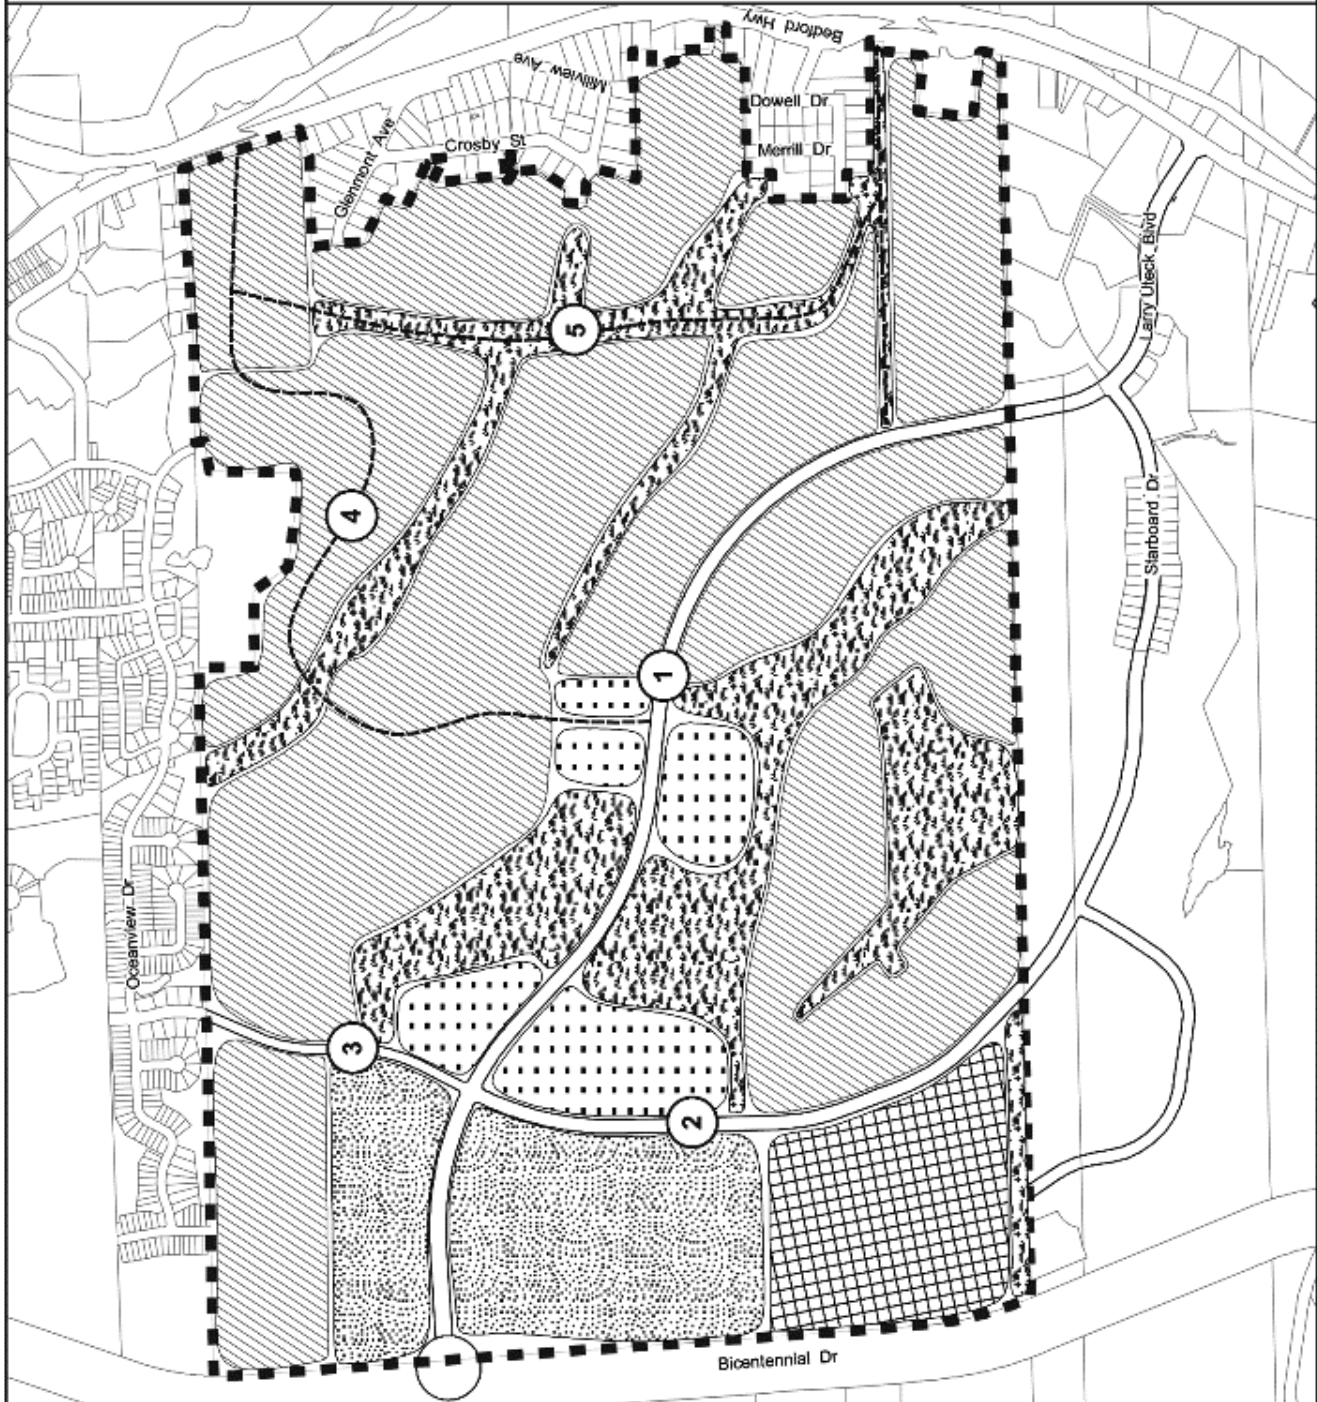 Bedford Hwy
Millview Ave
Dowell Dr
Glenmont Ave
Crosby St
Merrill Dr
Larry Uteck Blvd
5
4
Starboard Dr
1
Oceanview Dr
3
2
Bicentennial Dr